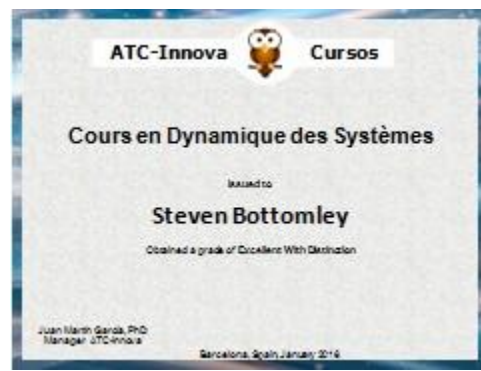 ATC-Innova Cursos
Cours en Dynamique des Systèmes
Issued to
Steven Bottomley
Obtained a grade of Excellent With Distinction
Juan Martín García, PhD
Manager ATC-Innova
Barcelona, Spain, January 2016